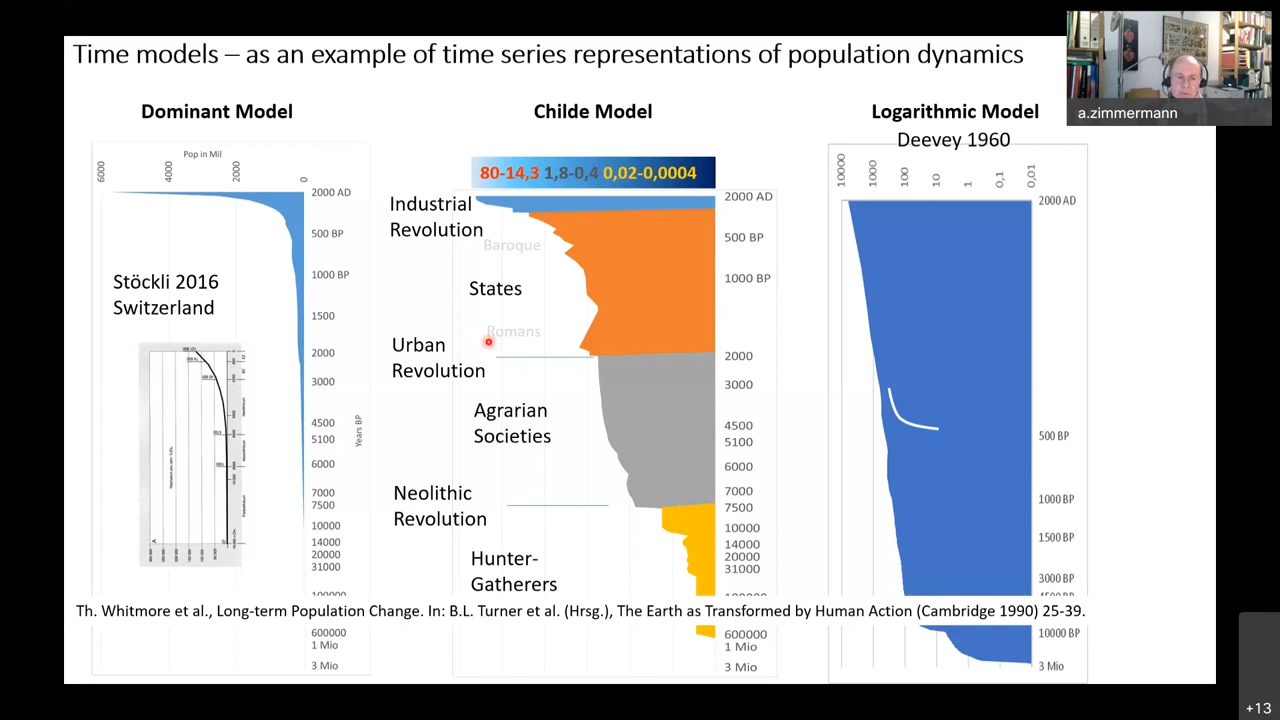 Time models – as an example of time series representations of population dynamics
a.zimmermann
Dominant Model
Pop in Mil
6000
4000
2000
0
2000 AD
500 BP
1000 BP
1500
2000
3000
4500
5100
6000
7000
7500
10000
14000
20000
31000
100000
600000
1 Mio
3 Mio
Years BP
Stöckli 2016
Switzerland
Childe Model
80-14,3 1,8-0,4 0,02-0,0004
Industrial
Revolution
Baroque
States
Romans
Urban
Revolution
Agrarian
Societies
Neolithic
Revolution
Hunter-
Gatherers
2000 AD
500 BP
1000 BP
2000
3000
4500
5100
6000
7000
7500
10000
14000
20000
31000
100000
600000
1 Mio
3 Mio
Logarithmic Model
Deevey 1960
10000
1000
100
10
1
0,1
0,01
2000 AD
500 BP
1000 BP
1500 BP
3000 BP
4500 BP
10000 BP
3 Mio
Th. Whitmore et al., Long-term Population Change. In: B.L. Turner et al. (Hrsg.), The Earth as Transformed by Human Action (Cambridge 1990) 25-39.
+13